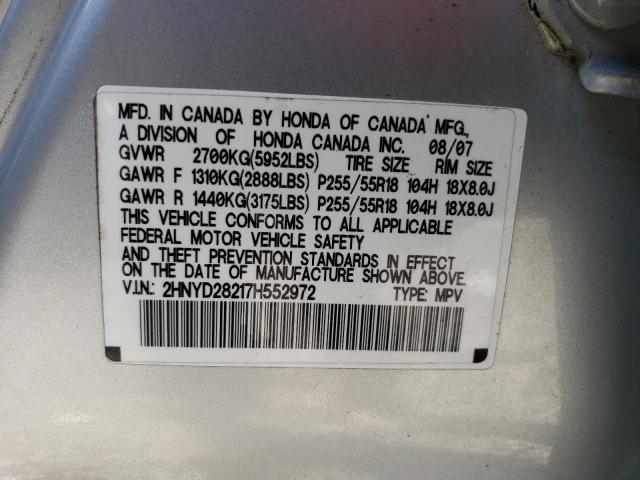 MFD. IN CANADA BY HONDA OF CANADA MFG.,
A DIVISION OF HONDA CANADA INC. 08/07
GVWR 2700KG(5952LBS) TIRE SIZE RIM SIZE
GAWR F 1310KG(2888LBS) P255/55R18 104H 18X8.0J
GAWR R 1440KG(3175LBS) P255/55R18 104H 18X8.0J
THIS VEHICLE CONFORMS TO ALL APPLICABLE
FEDERAL MOTOR VEHICLE SAFETY
AND THEFT PREVENTION STANDARDS IN EFFECT
ON THE DATE OF MANUFACTURE SHOWN ABOVE.
V.I.N.: 2HNYD28217H552972 TYPE: MPV